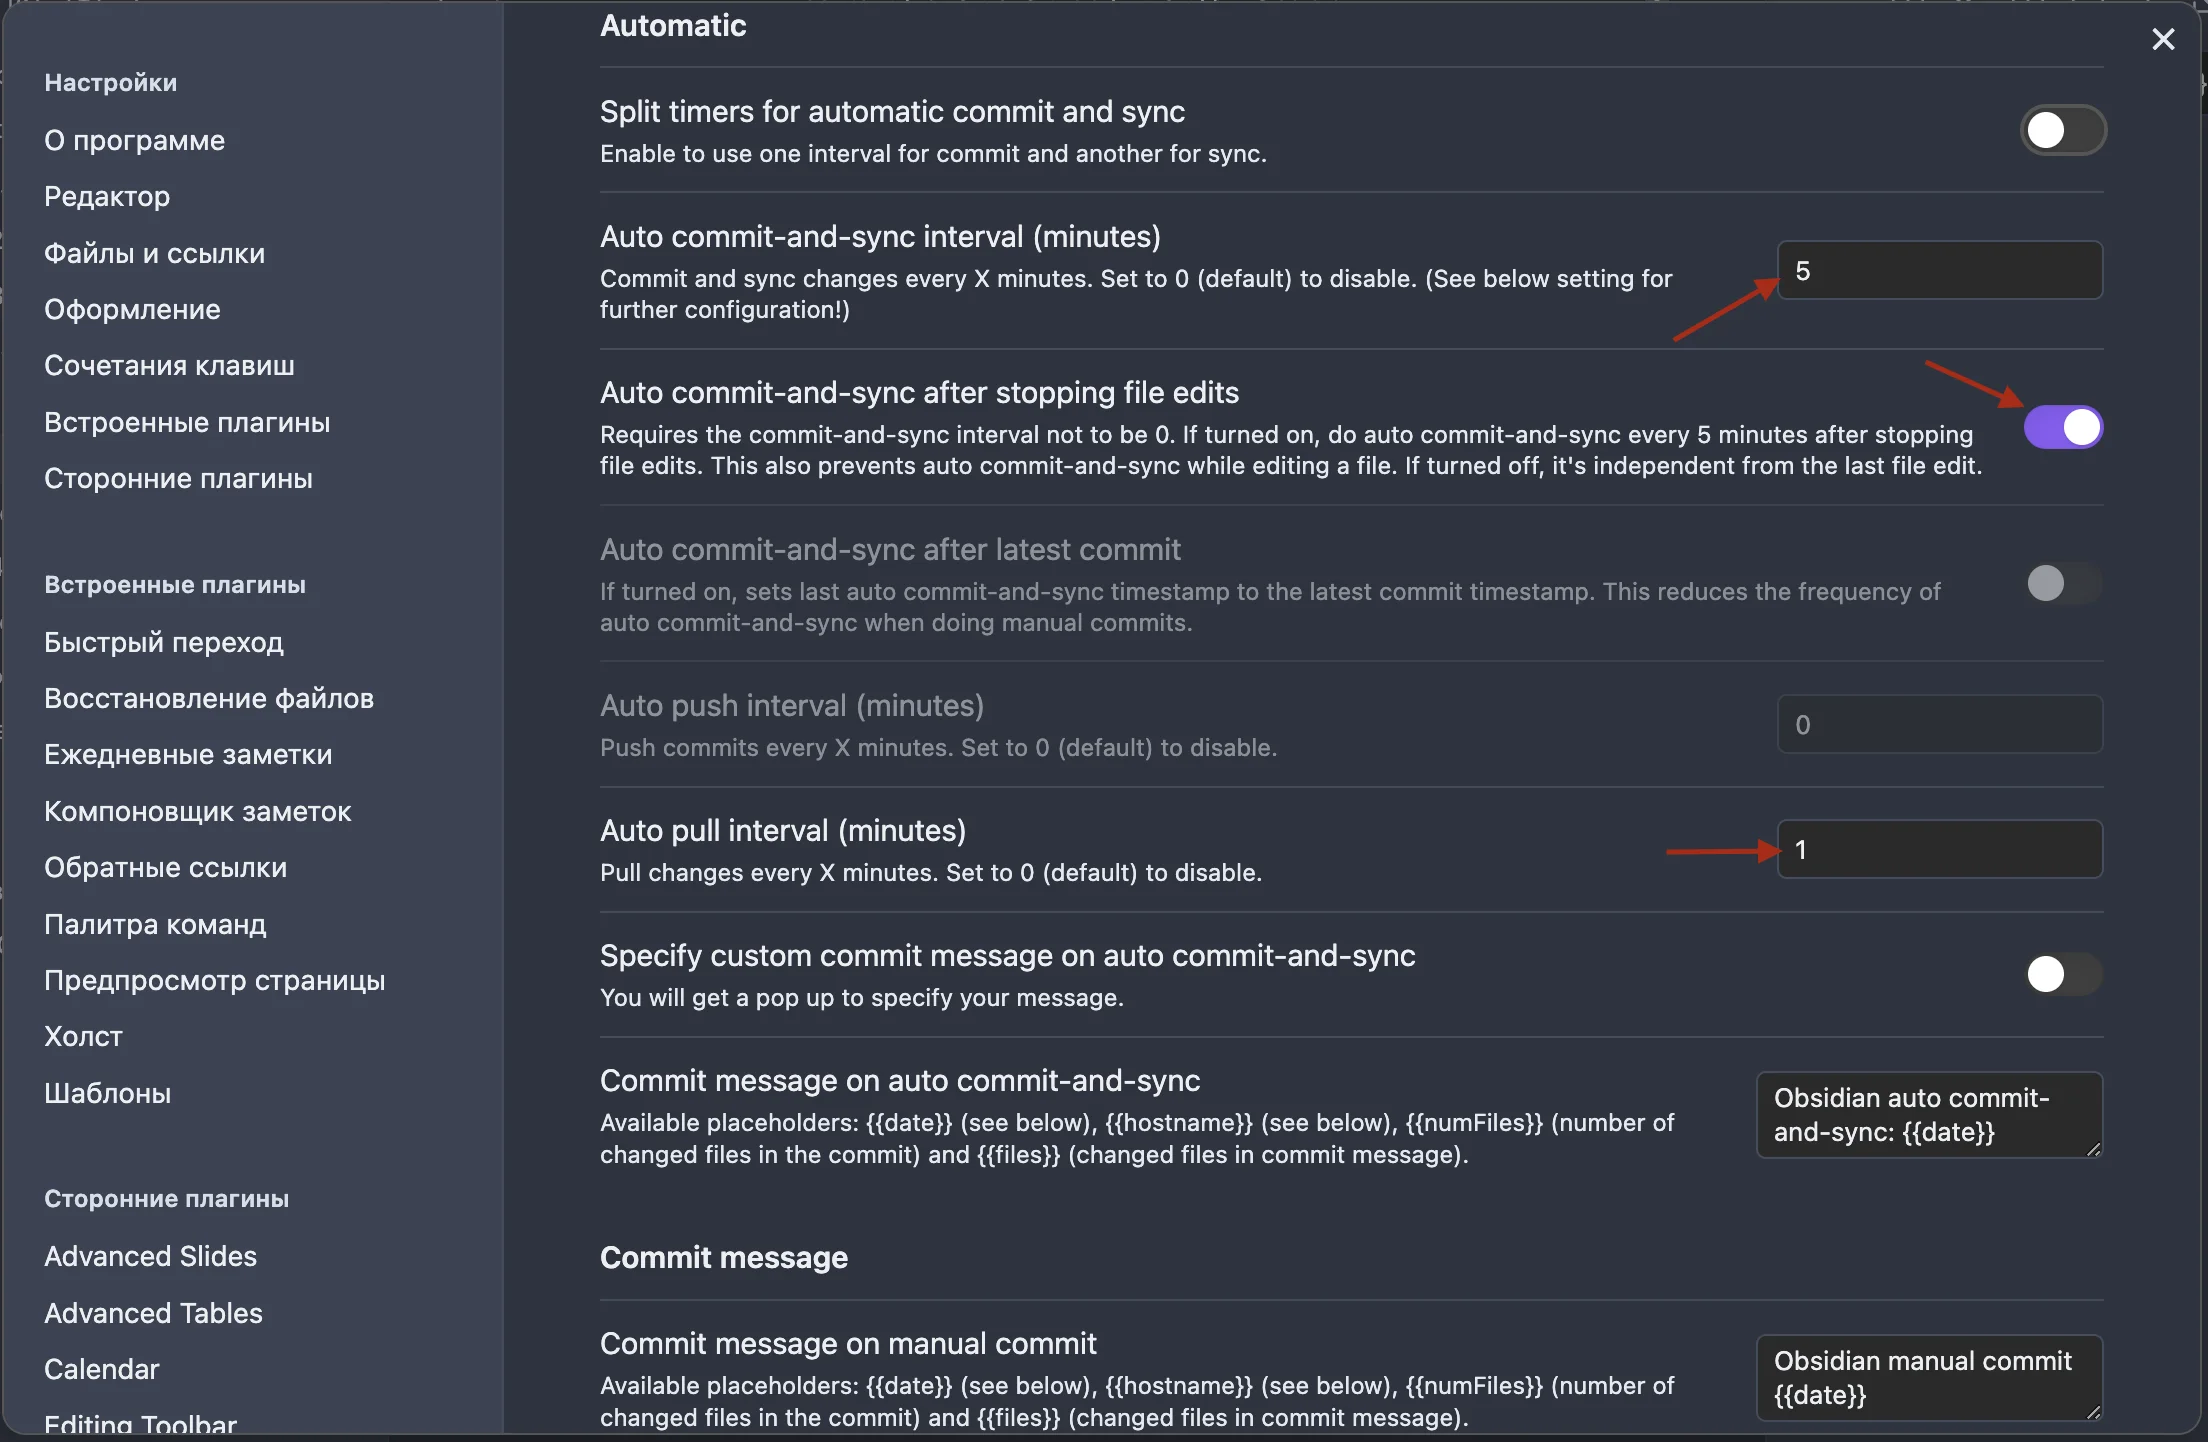 Настройки
О программе
Редактор
Файлы и ссылки
Оформление
Сочетания клавиш
Встроенные плагины
Сторонние плагины
Встроенные плагины
Быстрый переход
Восстановление файлов
Ежедневные заметки
Компоновщик заметок
Обратные ссылки
Палитра команд
Предпросмотр страницы
Холст
Шаблоны
Сторонние плагины
Advanced Slides
Advanced Tables
Calendar
Editing Toolbar
Automatic
Split timers for automatic commit and sync
Enable to use one interval for commit and another for sync.
Auto commit-and-sync interval (minutes)
Commit and sync changes every X minutes. Set to 0 (default) to disable. (See below setting for
further configuration!)
5
Auto commit-and-sync after stopping file edits
Requires the commit-and-sync interval not to be 0. If turned on, do auto commit-and-sync every 5 minutes after stopping
file edits. This also prevents auto commit-and-sync while editing a file. If turned off, it's independent from the last file edit.
Auto commit-and-sync after latest commit
If turned on, sets last auto commit-and-sync timestamp to the latest commit timestamp. This reduces the frequency of
auto commit-and-sync when doing manual commits.
Auto push interval (minutes)
Push commits every X minutes. Set to 0 (default) to disable.
0
Auto pull interval (minutes)
Pull changes every X minutes. Set to 0 (default) to disable.
1
Specify custom commit message on auto commit-and-sync
You will get a pop up to specify your message.
Commit message on auto commit-and-sync
Available placeholders: {{date}} (see below), {{hostname}} (see below), {{numFiles}} (number of
changed files in the commit) and {{files}} (changed files in commit message).
Obsidian auto commit-
and-sync: {{date}}
Commit message
Commit message on manual commit
Available placeholders: {{date}} (see below), {{hostname}} (see below), {{numFiles}} (number of
changed files in the commit) and {{files}} (changed files in commit message).
Obsidian manual commit
{{date}}